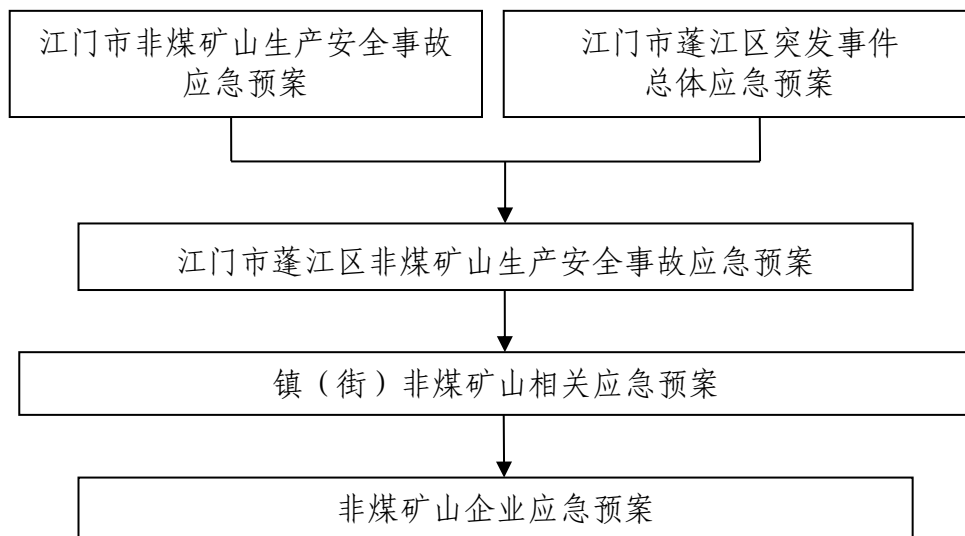 江门市非煤矿山生产安全事故
应急预案
江门市蓬江区突发事件
总体应急预案
江门市蓬江区非煤矿山生产安全事故应急预案
镇（街）非煤矿山相关应急预案
非煤矿山企业应急预案